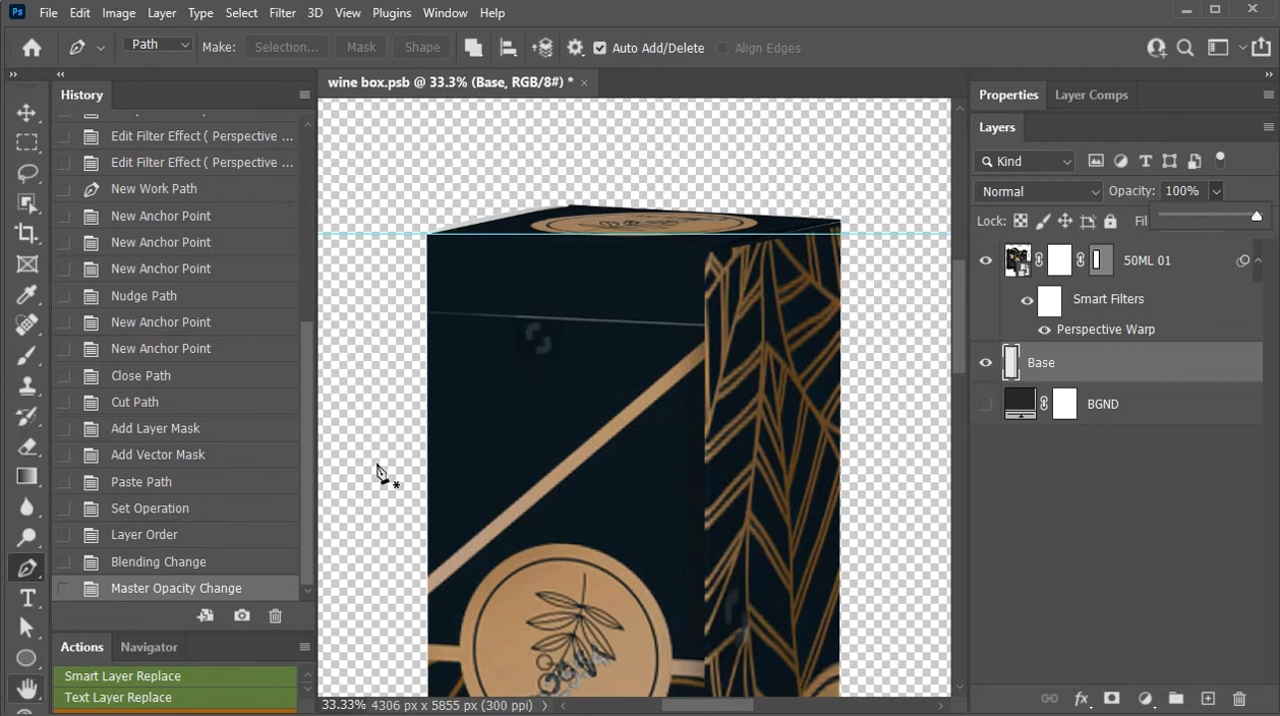 Ps File Edit Image Layer Type Select Filter 3D View Plugins Window Help
Path Make: Selection... Mask Shape Auto Add/Delete Align Edges
wine box.psb @ 33.3% (Base, RGB/8#) *
History
Edit Filter Effect ( Perspective ...
Edit Filter Effect ( Perspective ...
New Work Path
New Anchor Point
New Anchor Point
New Anchor Point
Nudge Path
New Anchor Point
New Anchor Point
Close Path
Cut Path
Add Layer Mask
Add Vector Mask
Paste Path
Set Operation
Layer Order
Blending Change
Master Opacity Change
Actions Navigator
Smart Layer Replace
Text Layer Replace
33.33% 4306 px x 5855 px (300 ppi)
Properties Layer Comps
Layers
Kind
Normal Opacity: 100%
Lock: Fil
50ML 01
Smart Filters
Perspective Warp
Base
BGND
fx